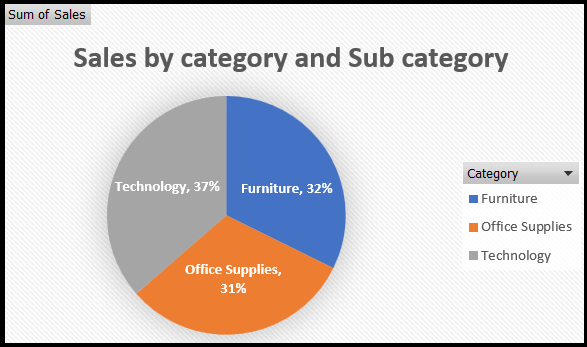 Sum of Sales
Sales by category and Sub category
Technology, 37%
Furniture, 32%
Office Supplies,
31%
Category
Furniture
Office Supplies
Technology